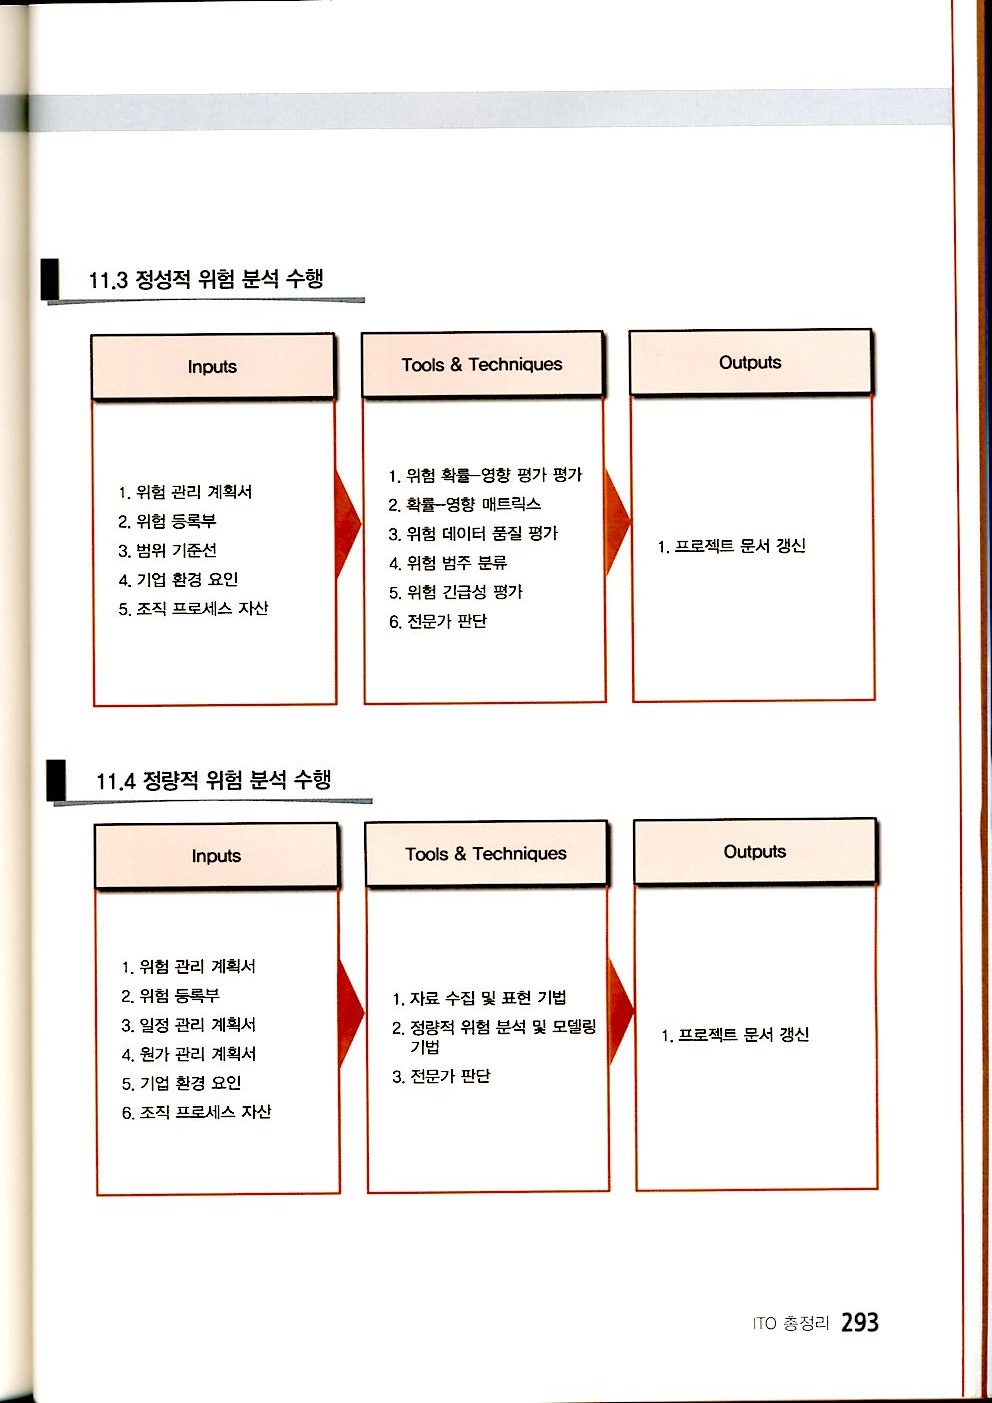 11.3 정성적 위험 분석 수행
Inputs
1. 위험 관리 계획서
2. 위험 등록부
3. 범위 기준선
4. 기업 환경 요인
5. 조직 프로세스 자산
Tools & Techniques
1. 위험 확률-영향 평가 평가
2. 확률-영향 매트릭스
3. 위험 데이터 품질 평가
4. 위험 범주 분류
5. 위험 긴급성 평가
6. 전문가 판단
Outputs
1. 프로젝트 문서 갱신
11.4 정량적 위험 분석 수행
Inputs
1. 위험 관리 계획서
2. 위험 등록부
3. 일정 관리 계획서
4. 원가 관리 계획서
5. 기업 환경 요인
6. 조직 프로세스 자산
Tools & Techniques
1. 자료 수집 및 표현 기법
2. 정량적 위험 분석 및 모델링
기법
3. 전문가 판단
Outputs
1. 프로젝트 문서 갱신
ITO 총정리 293